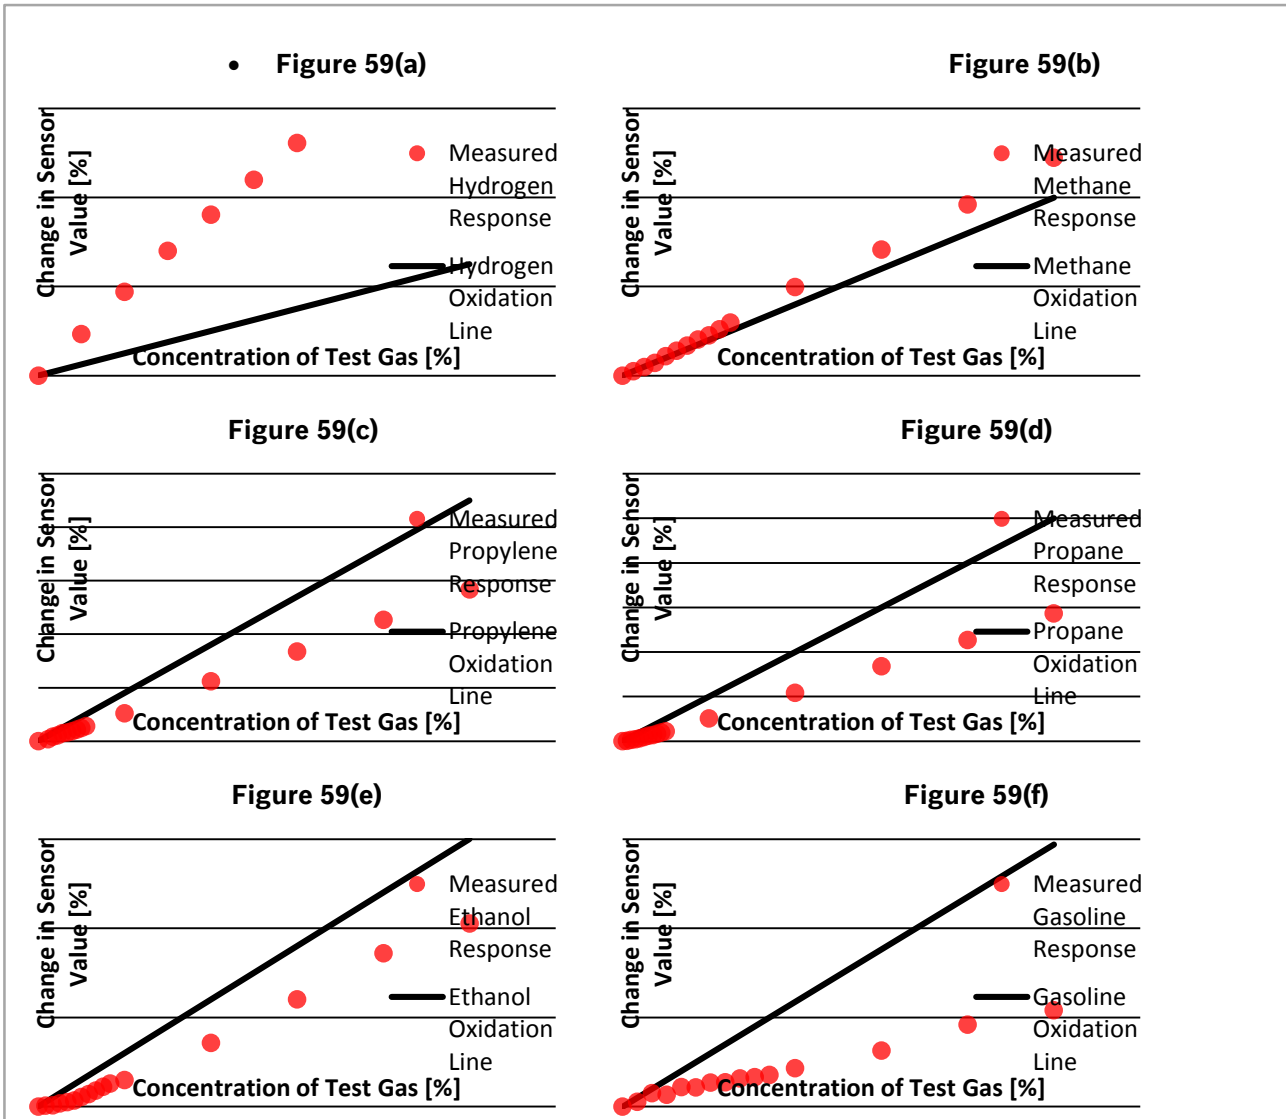 • Figure 59(a)
Change in Sensor
Value [%]
Measured
Hydrogen
Response
Hydrogen
Oxidation
Line
Concentration of Test Gas [%]
Figure 59(b)
Change in Sensor
Value [%]
Measured
Methane
Response
Methane
Oxidation
Line
Concentration of Test Gas [%]
Figure 59(c)
Change in Sensor
Value [%]
Measured
Propylene
Response
Propylene
Oxidation
Line
Concentration of Test Gas [%]
Figure 59(d)
Change in Sensor
Value [%]
Measured
Propane
Response
Propane
Oxidation
Line
Concentration of Test Gas [%]
Figure 59(e)
Change in Sensor
Value [%]
Measured
Ethanol
Response
Ethanol
Oxidation
Line
Concentration of Test Gas [%]
Figure 59(f)
Change in Sensor
Value [%]
Measured
Gasoline
Response
Gasoline
Oxidation
Line
Concentration of Test Gas [%]